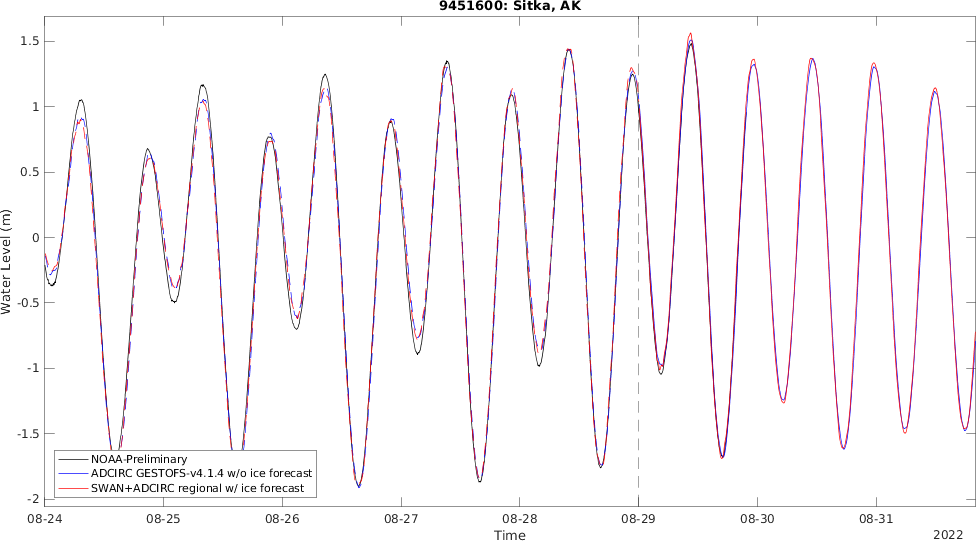 9451600: Sitka, AK
1.5
1
0.5
0
-0.5
-1
-1.5
-2
Water Level (m)
NOAA-Preliminary
ADCIRC GESTOFS-v4.1.4 w/o ice forecast
SWAN+ADCIRC regional w/ ice forecast
08-24
08-25
08-26
08-27
08-28
08-29
08-30
08-31
Time
2022